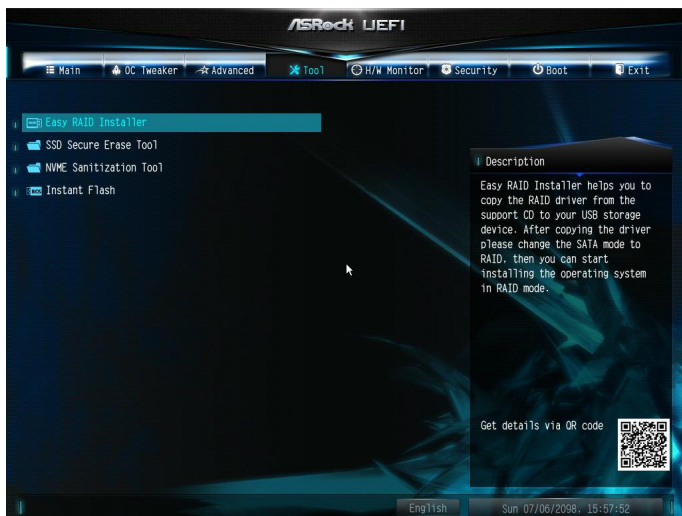 ASRock UEFI
Main OC Tweaker Advanced Tool H/W Monitor Security Boot Exit
Easy RAID Installer
SSD Secure Erase Tool
NVME Sanitization Tool
Instant Flash
Description
Easy RAID Installer helps you to
copy the RAID driver from the
support CD to your USB storage
device. After copying the driver
please change the SATA mode to
RAID, then you can start
installing the operating system
in RAID mode.
Get details via QR code
English
Sun 07/06/2098, 15:57:52